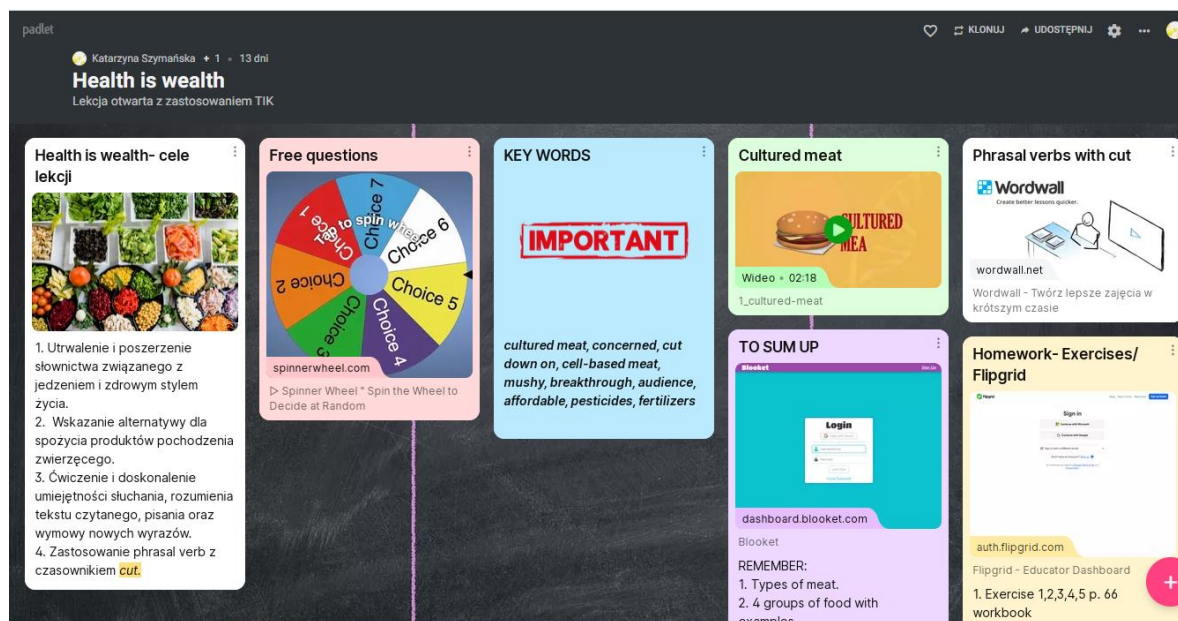 padlet
KLONUJ
UDOSTĘPNIJ
Katarzyna Szymańska + 1 • 13 dni
Health is wealth
Lekcja otwarta z zastosowaniem TIK
Health is wealth- cele
lekcji
1. Utrwalenie i poszerzenie
słownictwa związanego z
jedzeniem i zdrowym stylem
życia.
2. Wskazanie alternatywy dla
spożycia produktów pochodzenia
zwierzęcego.
3. Ćwiczenie i doskonalenie
umiejętności słuchania, rozumienia
tekstu czytanego, pisania oraz
wymowy nowych wyrazów.
4. Zastosowanie phrasal verb z
czasownikiem cut.
Free questions
Choice 7
Choice 6
Choice 5
Choice 4
Choice 3
Choice 2
Choice 1
Tap to spin wheel
spinnerwheel.com
▷ Spinner Wheel " Spin the Wheel to
Decide at Random
KEY WORDS
IMPORTANT
cultured meat, concerned, cut
down on, cell-based meat,
mushy, breakthrough, audience,
affordable, pesticides, fertilizers
Cultured meat
CULTURED
MEA
Wideo • 02:18
1_cultured-meat
TO SUM UP
Blooket
Login
dashboard.blooket.com
Blooket
REMEMBER:
1. Types of meat.
2. 4 groups of food with
examples
Phrasal verbs with cut
Wordwall
Create better lessons quicker.
wordwall.net
Wordwall - Twórz lepsze zajęcia w
krótszym czasie
Homework- Exercises/
Flipgrid
Flipgrid
Sign in
auth.flipgrid.com
Flipgrid - Educator Dashboard
1. Exercise 1,2,3,4,5 p. 66
workbook